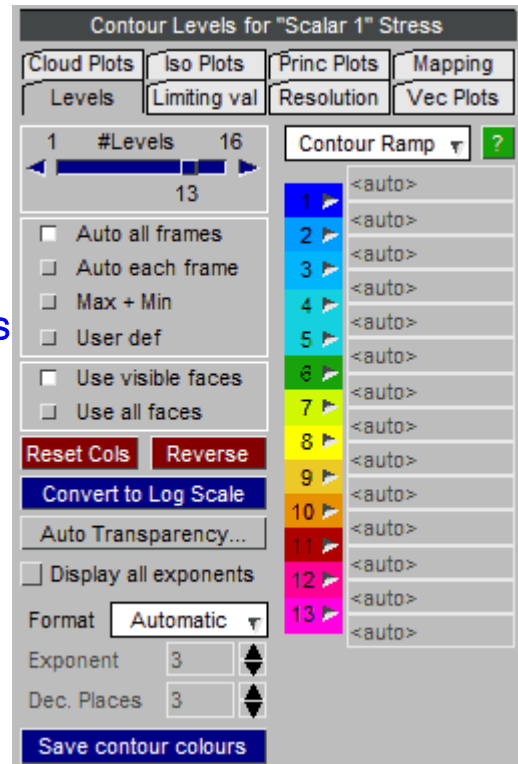 Contour Levels for "Scalar 1" Stress
Cloud Plots Iso Plots Princ Plots Mapping
Levels Limiting val Resolution Vec Plots
1 #Levels 16
13
Auto all frames
Auto each frame
Max + Min
s
User def
Use visible faces
Use all faces
Reset Cols Reverse
Convert to Log Scale
Auto Transparency...
Display all exponents
Format Automatic
Exponent 3
Dec. Places 3
Save contour colours
Contour Ramp ?
<auto>
1
<auto>
2
<auto>
3
<auto>
4
<auto>
5
<auto>
6
<auto>
7
<auto>
8
<auto>
9
<auto>
10
<auto>
11
<auto>
12
<auto>
13
<auto>